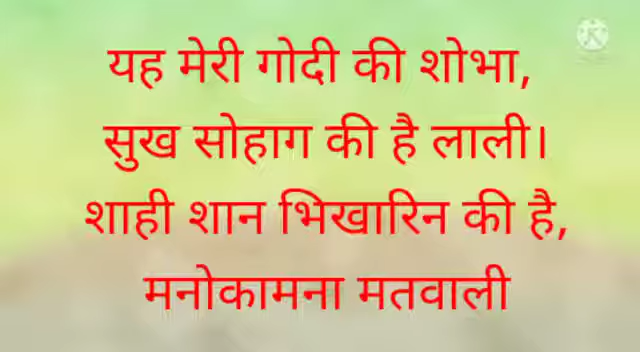 यह मेरी गोदी की शोभा,
सुख सोहाग की है लाली।
शाही शान भिखारिन की है,
मनोकामना मतवाली